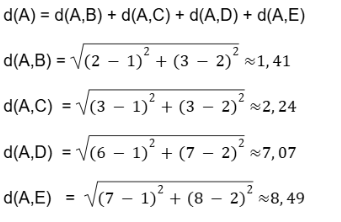 d(A) = d(A,B) + d(A,C) + d(A,D) + d(A,E)
d(A,B) = √(2 − 1)² + (3 − 2)² ≈1,41
d(A,C) = √(3 − 1)² + (3 − 2)² ≈2,24
d(A,D) = √(6 − 1)² + (7 − 2)² ≈7,07
d(A,E) = √(7 − 1)² + (8 − 2)² ≈8,49